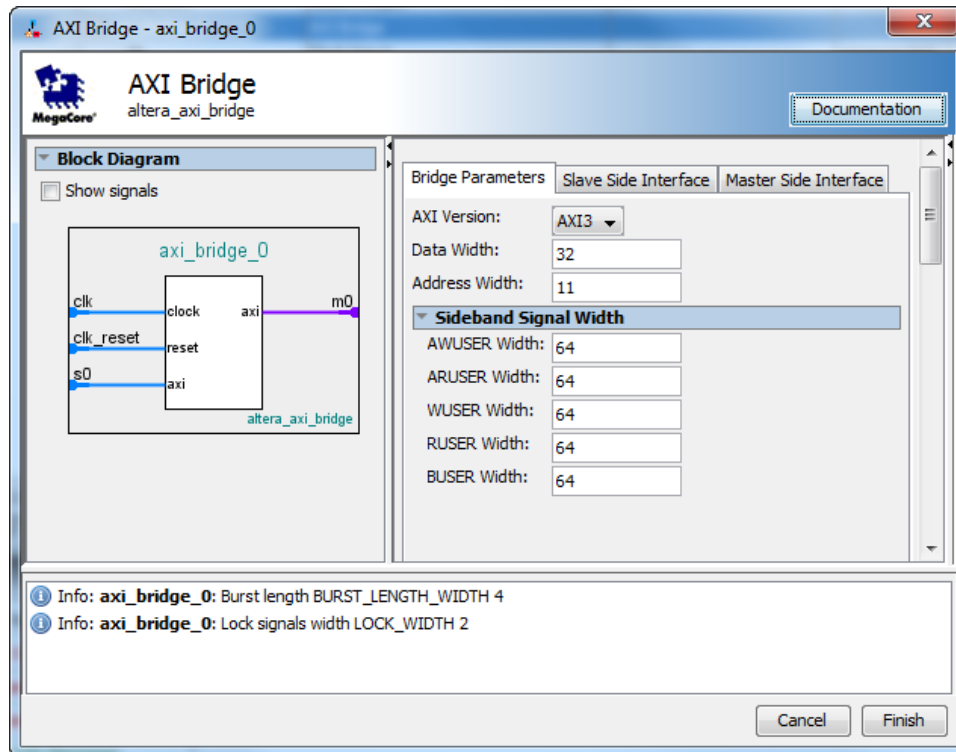 AXI Bridge - axi_bridge_0
AXI Bridge
altera_axi_bridge
MegaCore®
Documentation
Block Diagram
Show signals
axi_bridge_0
clk
clock
axi
m0
clk_reset
reset
s0
axi
altera_axi_bridge
Bridge Parameters
Slave Side Interface
Master Side Interface
AXI Version:
AXI3
Data Width:
32
Address Width:
11
Sideband Signal Width
AWUSER Width:
64
ARUSER Width:
64
WUSER Width:
64
RUSER Width:
64
BUSER Width:
64
Info: axi_bridge_0: Burst length BURST_LENGTH_WIDTH 4
Info: axi_bridge_0: Lock signals width LOCK_WIDTH 2
Cancel
Finish